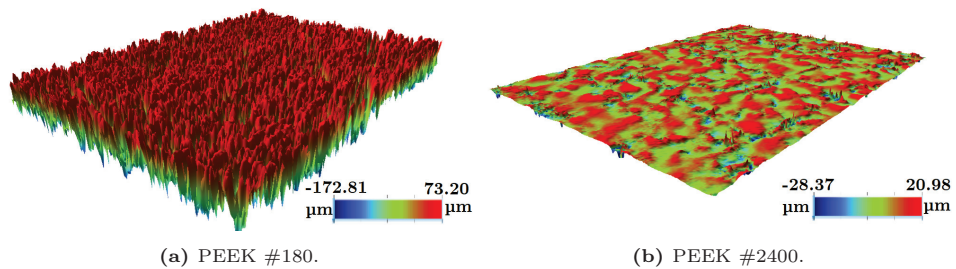 -172.81 73.20
µm µm
-28.37 20.98
µm µm
(a) PEEK #180.
(b) PEEK #2400.